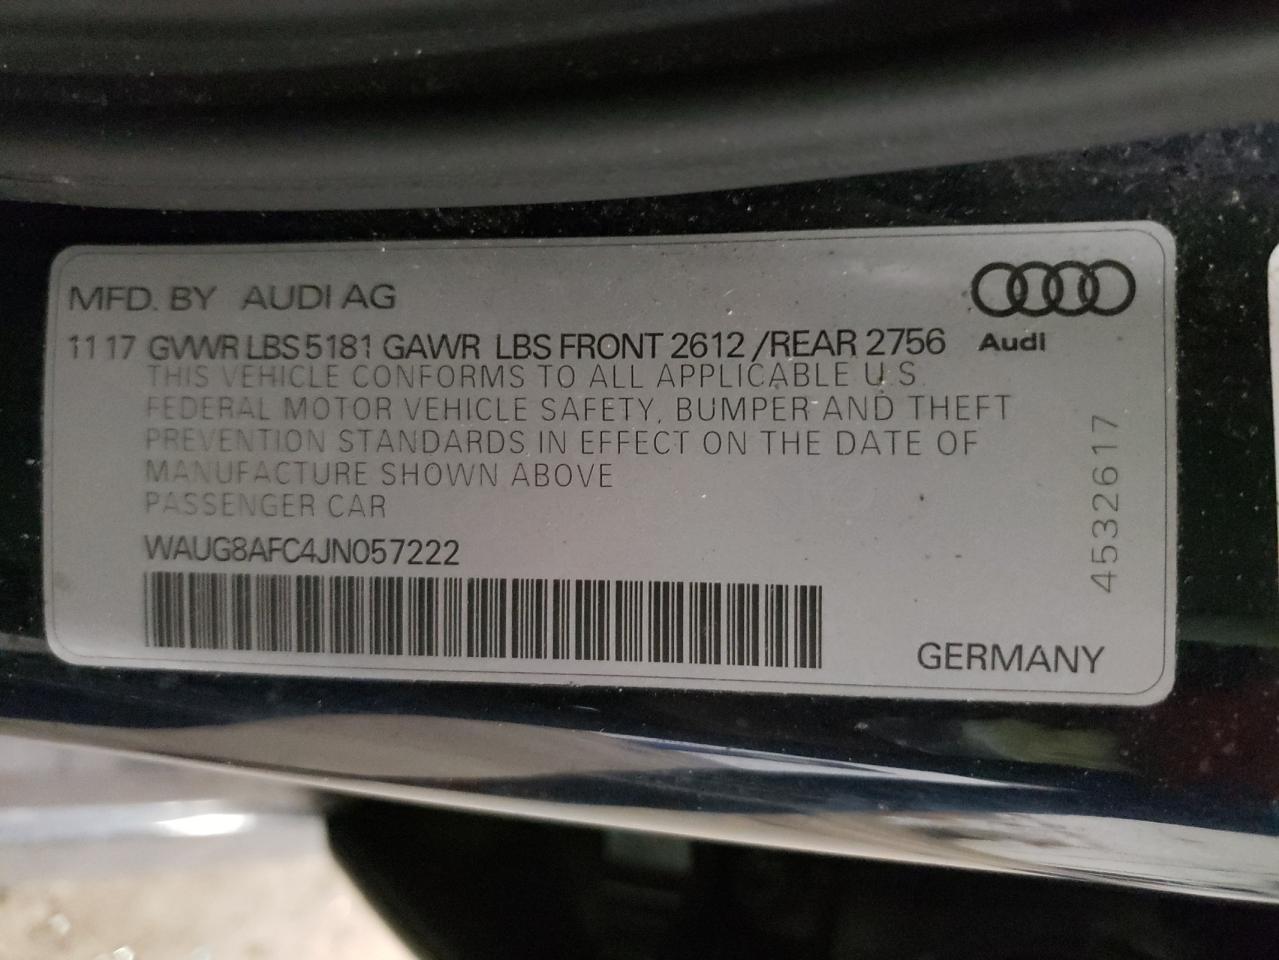 MFD. BY AUDI AG
11 17 GVWR LBS 5181 GAWR LBS FRONT 2612 /REAR 2756
Audi
THIS VEHICLE CONFORMS TO ALL APPLICABLE U.S.
FEDERAL MOTOR VEHICLE SAFETY, BUMPER AND THEFT
PREVENTION STANDARDS IN EFFECT ON THE DATE OF
MANUFACTURE SHOWN ABOVE
PASSENGER CAR
WAUG8AFC4JN057222
4532617
GERMANY